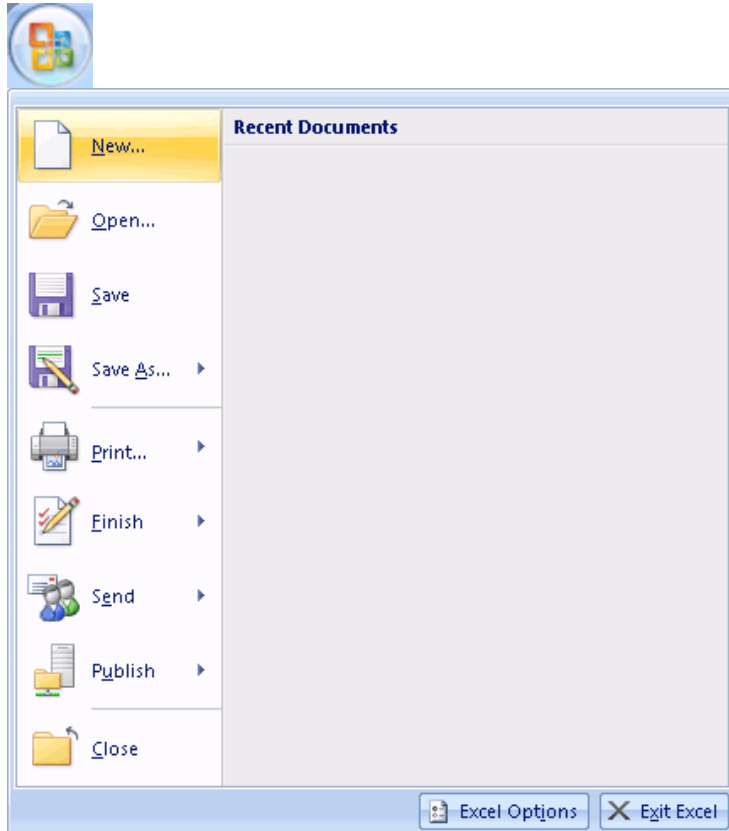 Recent Documents
New...
Open...
Save
Save As...
Print...
Finish
Send
Publish
Close
Excel Options
Exit Excel